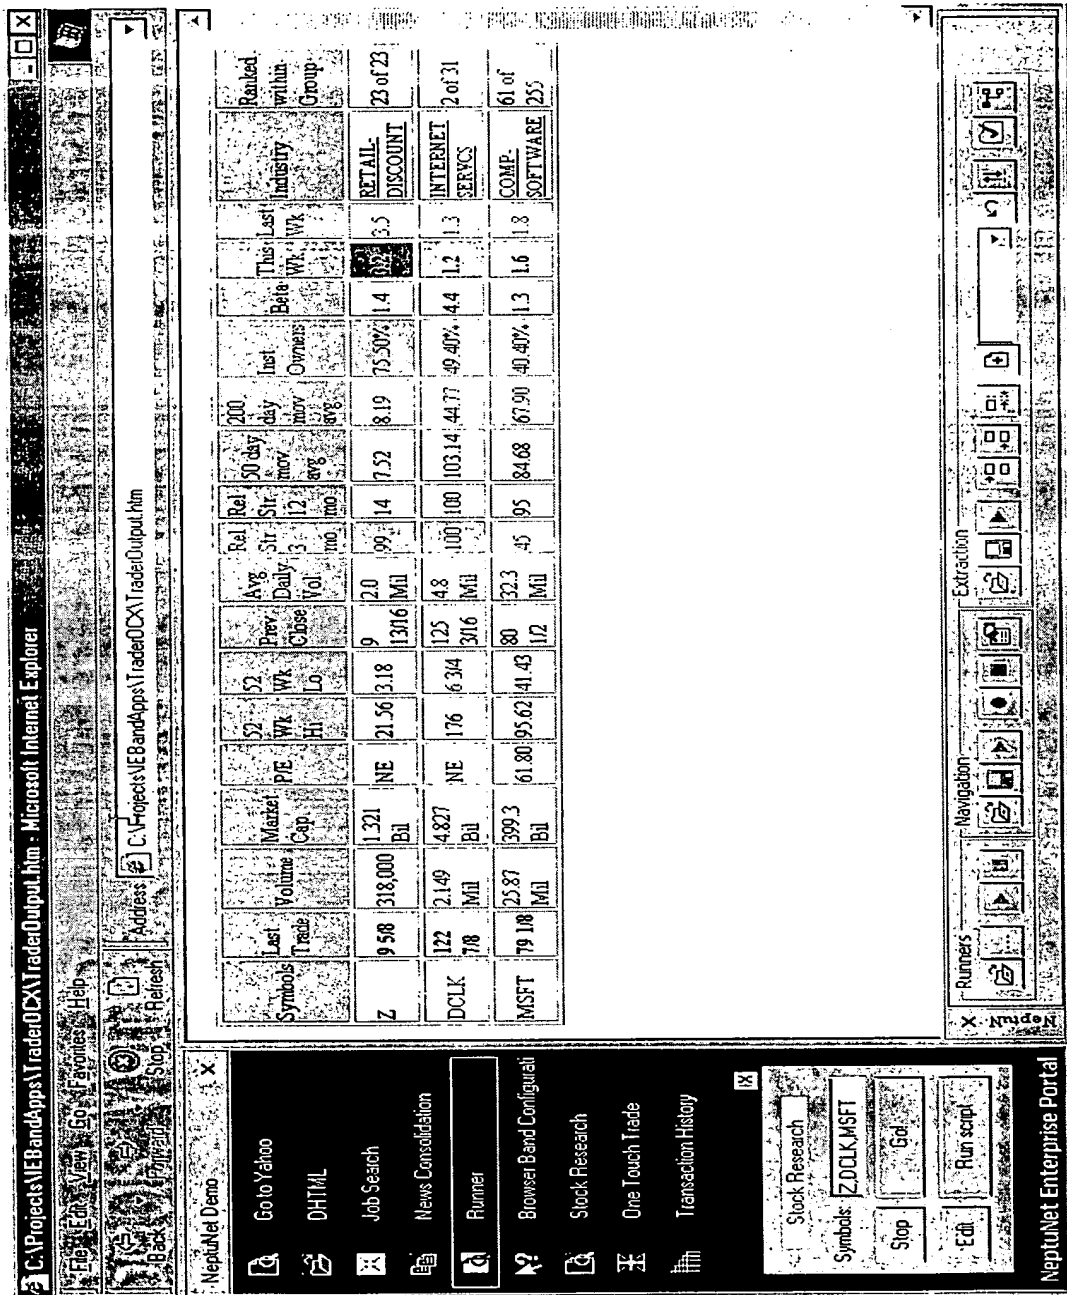 C:\Projects\IEBandApps\TraderOCX\TraderOutput.htm - Microsoft Internet Explorer
File Edit View Go Favorites Help
Back Forward Stop Refresh
Address C:\Projects\IEBandApps\TraderOCX\TraderOutput.htm
NeptuNet Demo
Go to Yahoo
DHTML
Job Search
News Consolidation
Runner
Browser Band Configurati
Stock Research
One Touch Trade
Transaction History
Stock Research
Symbols: Z,DCLK,MSFT
Stop Go!
Edit Run script
NeptuNet Enterprise Portal
Symbols Last Trade Volume Market Cap P/E 52 Wk Hi 52 Wk Lo Prev Close Avg Daily Vol Rel Str 3 mo Rel Str 12 mo 50 day mov avg 200 day mov avg Inst Owners Beta This Wk Last Wk Industry Ranked within Group
Z 9 5/8 318,000 1.321 Bil NE 21.56 3.18 9 13/16 2.0 Mil 99 14 7.52 8.19 75.50% 1.4 3.5 RETAIL-DISCOUNT 23 of 23
DCLK 122 7/8 2.149 Mil 4.827 Bil NE 176 6 3/4 125 3/16 4.8 Mil 100 100 103.14 44.77 49.40% 4.4 1.2 1.3 INTERNET SERVCS 2 of 31
MSFT 79 1/8 25.87 Mil 399.3 Bil 61.80 95.62 41.43 80 1/2 32.3 Mil 45 95 84.68 67.90 40.40% 1.3 1.6 1.8 COMP-SOFTWARE 61 of 255
NeptuN
Runners
Navigation
Extraction